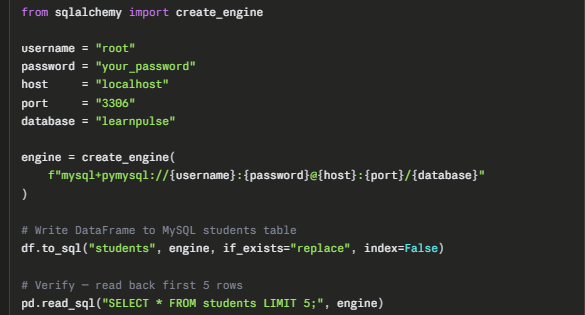 from sqlalchemy import create_engine
username = "root"
password = "your_password"
host     = "localhost"
port     = "3306"
database = "learnpulse"
engine = create_engine(
    f"mysql+pymysql://{username}:{password}@{host}:{port}/{database}"
)
# Write DataFrame to MySQL students table
df.to_sql("students", engine, if_exists="replace", index=False)
# Verify — read back first 5 rows
pd.read_sql("SELECT * FROM students LIMIT 5;", engine)